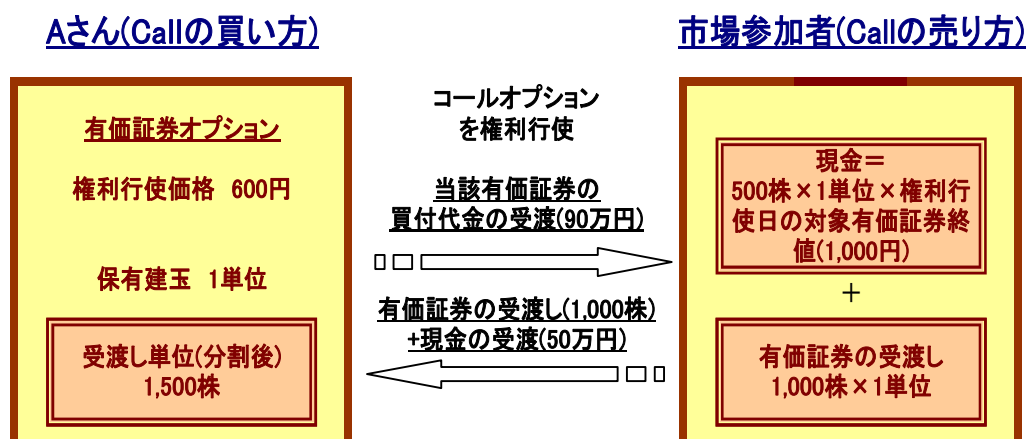 Aさん(Callの買い方)
有価証券オプション
権利行使価格 600円
保有建玉 1単位
受渡し単位(分割後)
1,500株
コールオプション
を権利行使
当該有価証券の
買付代金の受渡(90万円)
有価証券の受渡し(1,000株)
+現金の受渡(50万円)
市場参加者(Callの売り方)
現金＝
500株×1単位×権利行
使日の対象有価証券終
値(1,000円)
＋
有価証券の受渡し
1,000株×1単位